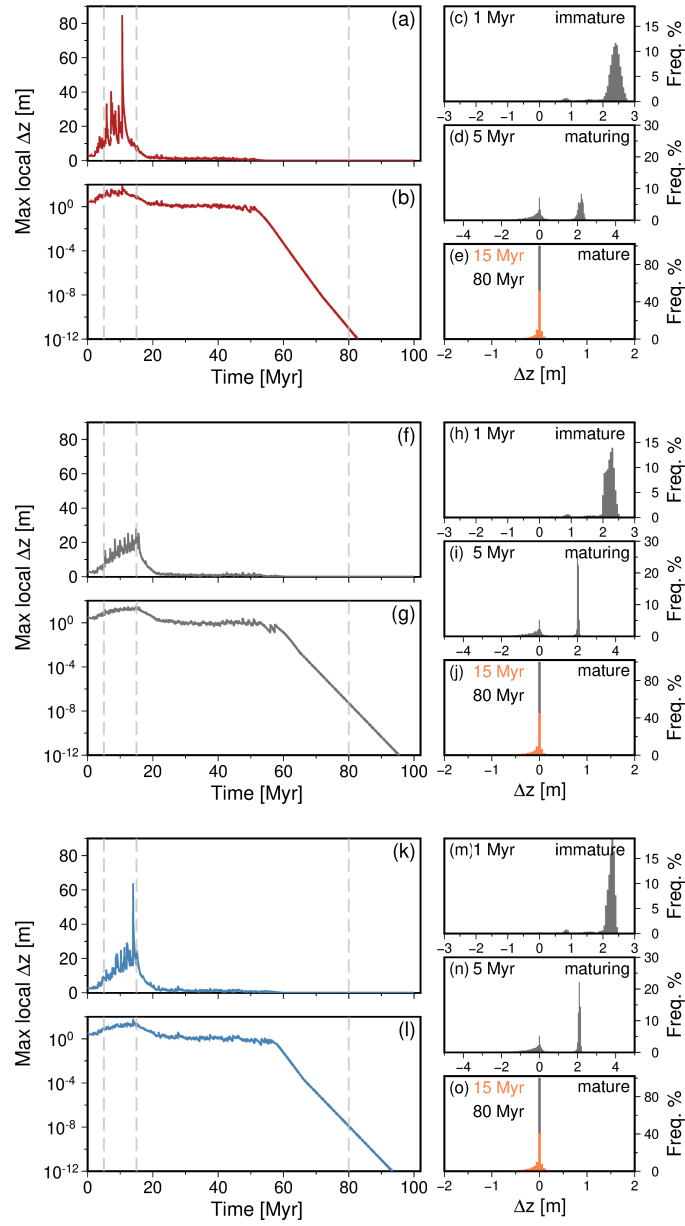 (a)
Max local Δz [m]
80
60
40
20
0
(b)
10⁰
10⁻⁴
10⁻⁸
10⁻¹²
0 20 40 60 80 100
Time [Myr]
(c) 1 Myr immature
15
10
5
0
Freq. %
−3 −2 −1 0 1 2 3
(d) 5 Myr maturing
30
20
10
0
Freq. %
−4 −2 0 2 4
(e) 15 Myr mature
80 Myr
80
40
0
Freq. %
−2 −1 0 1 2
Δz [m]
(f)
Max local Δz [m]
80
60
40
20
0
(g)
10⁰
10⁻⁴
10⁻⁸
10⁻¹²
0 20 40 60 80 100
Time [Myr]
(h) 1 Myr immature
15
10
5
0
Freq. %
−3 −2 −1 0 1 2 3
(i) 5 Myr maturing
30
20
10
0
Freq. %
−4 −2 0 2 4
(j) 15 Myr mature
80 Myr
80
40
0
Freq. %
−2 −1 0 1 2
Δz [m]
(k)
Max local Δz [m]
80
60
40
20
0
(l)
10⁰
10⁻⁴
10⁻⁸
10⁻¹²
0 20 40 60 80 100
Time [Myr]
(m) 1 Myr immature
15
10
5
0
Freq. %
−3 −2 −1 0 1 2 3
(n) 5 Myr maturing
30
20
10
0
Freq. %
−4 −2 0 2 4
(o) 15 Myr mature
80 Myr
80
40
0
Freq. %
−2 −1 0 1 2
Δz [m]